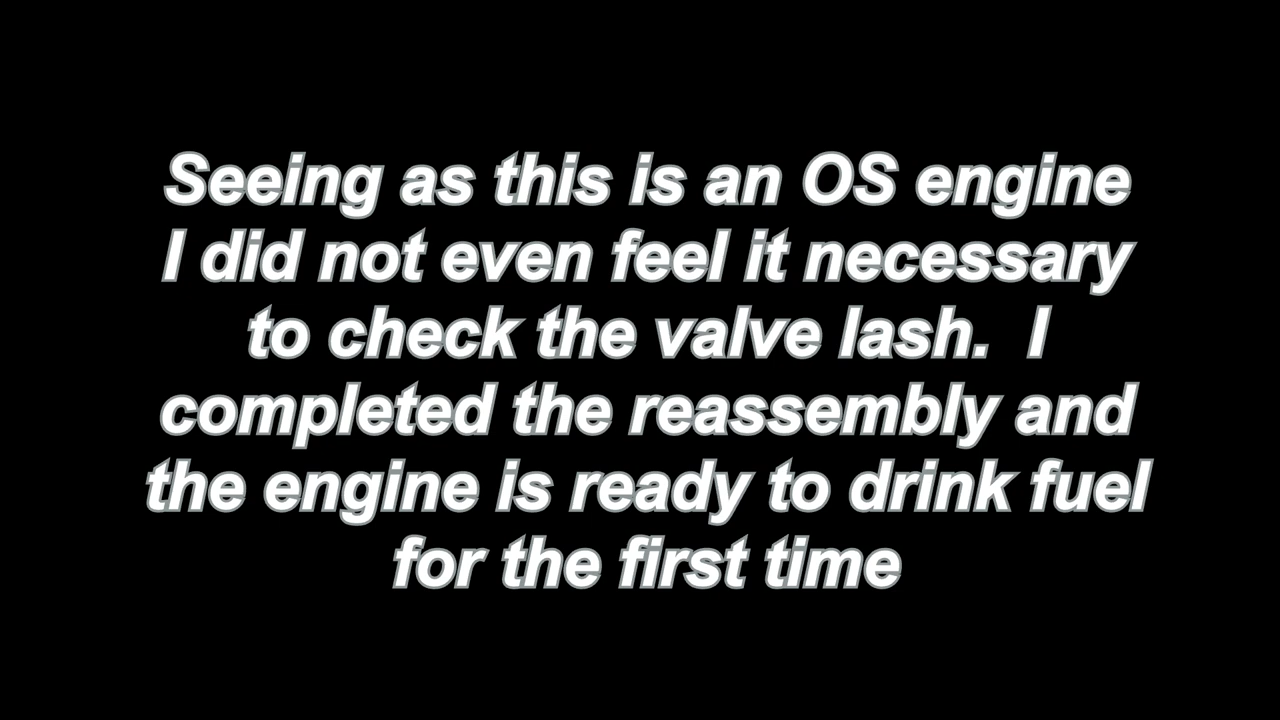 Seeing as this is an OS engine
I did not even feel it necessary
to check the valve lash.  I
completed the reassembly and
the engine is ready to drink fuel
for the first time